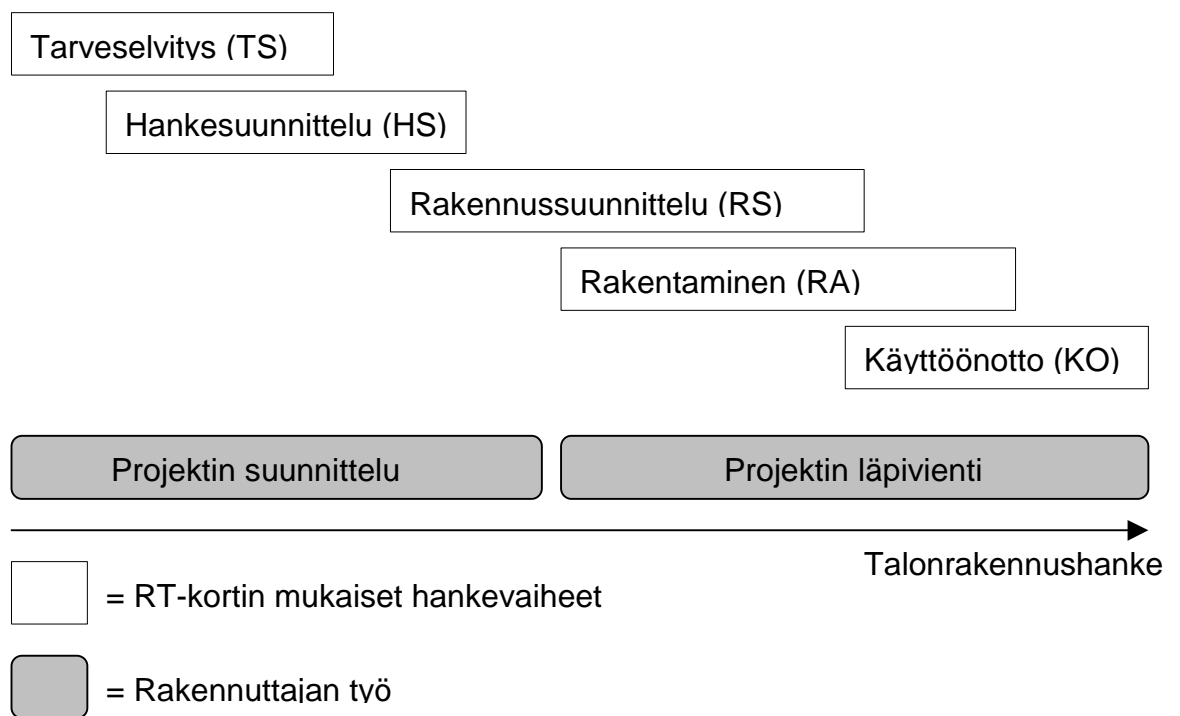 Tarveselvitys (TS)
Hankesuunnittelu (HS)
Rakennussuunnittelu (RS)
Rakentaminen (RA)
Käyttöönotto (KO)
Projektin suunnittelu
Projektin läpivienti
Talonrakennushanke
= RT-kortin mukaiset hankevaiheet
= Rakennuttajan työ